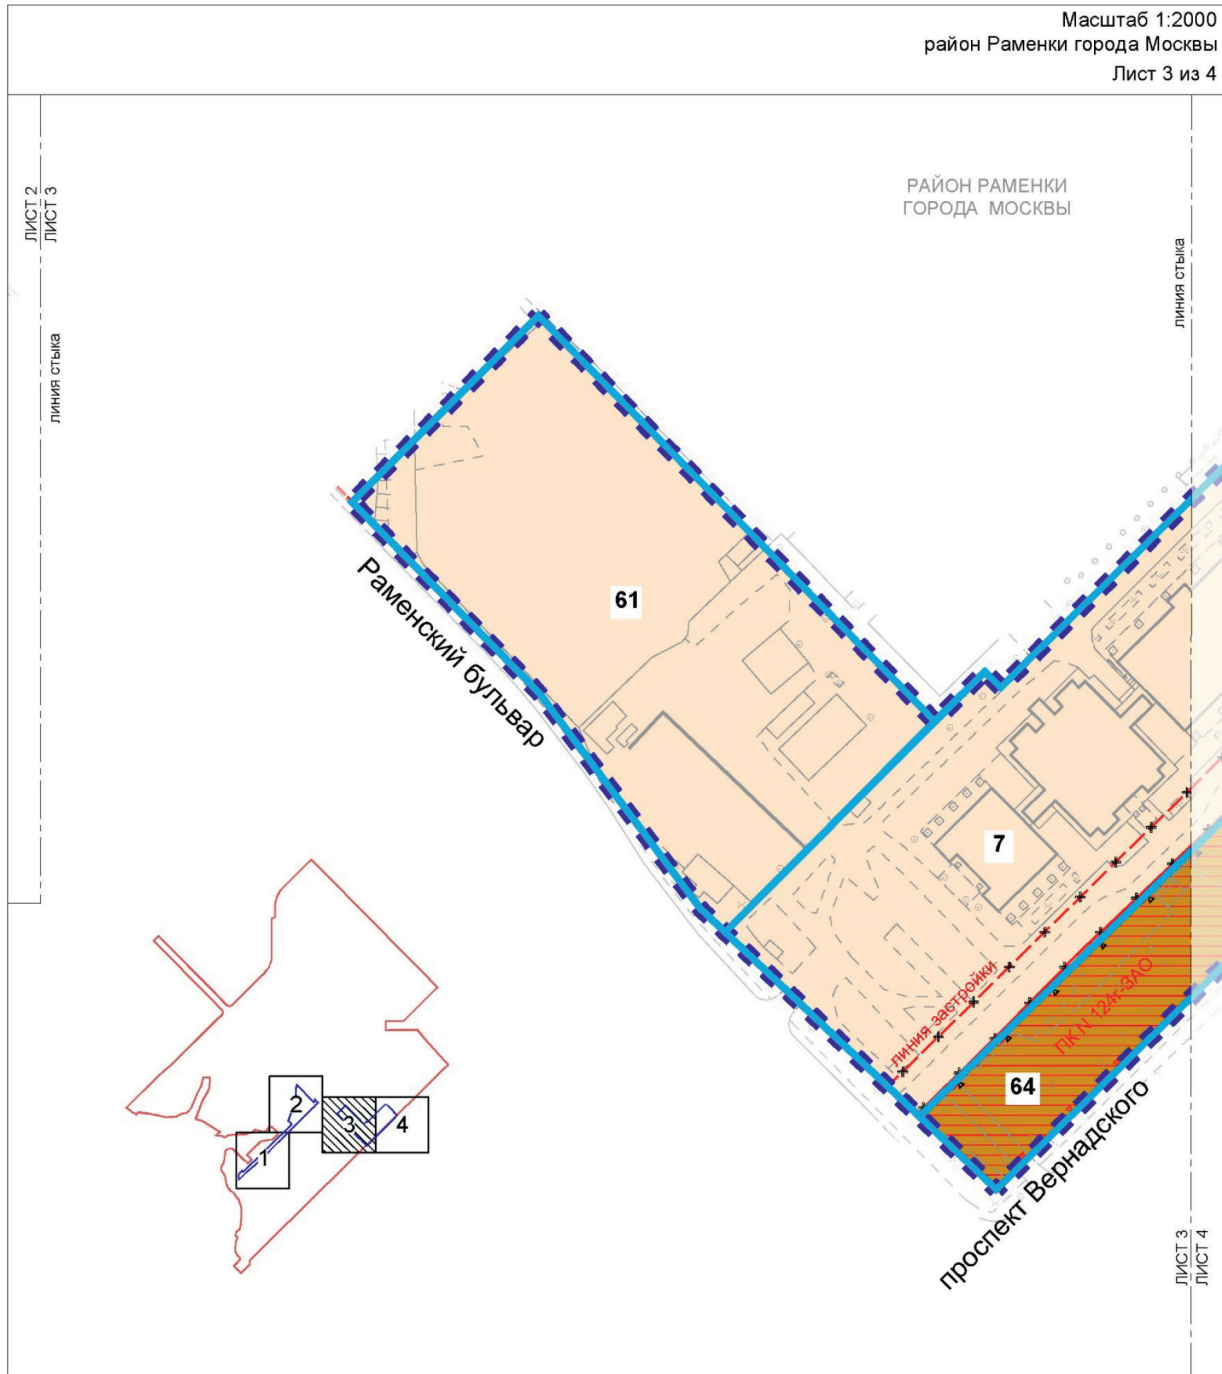 Масштаб 1:2000
район Раменки города Москвы
Лист 3 из 4
ЛИСТ 2
ЛИСТ 3
линия стыка
РАЙОН РАМЕНКИ
ГОРОДА МОСКВЫ
линия стыка
61
Раменский бульвар
7
линия застройки
ПК N 124г-ЗАО
64
проспект Вернадского
2
3
4
1
ЛИСТ 3
ЛИСТ 4